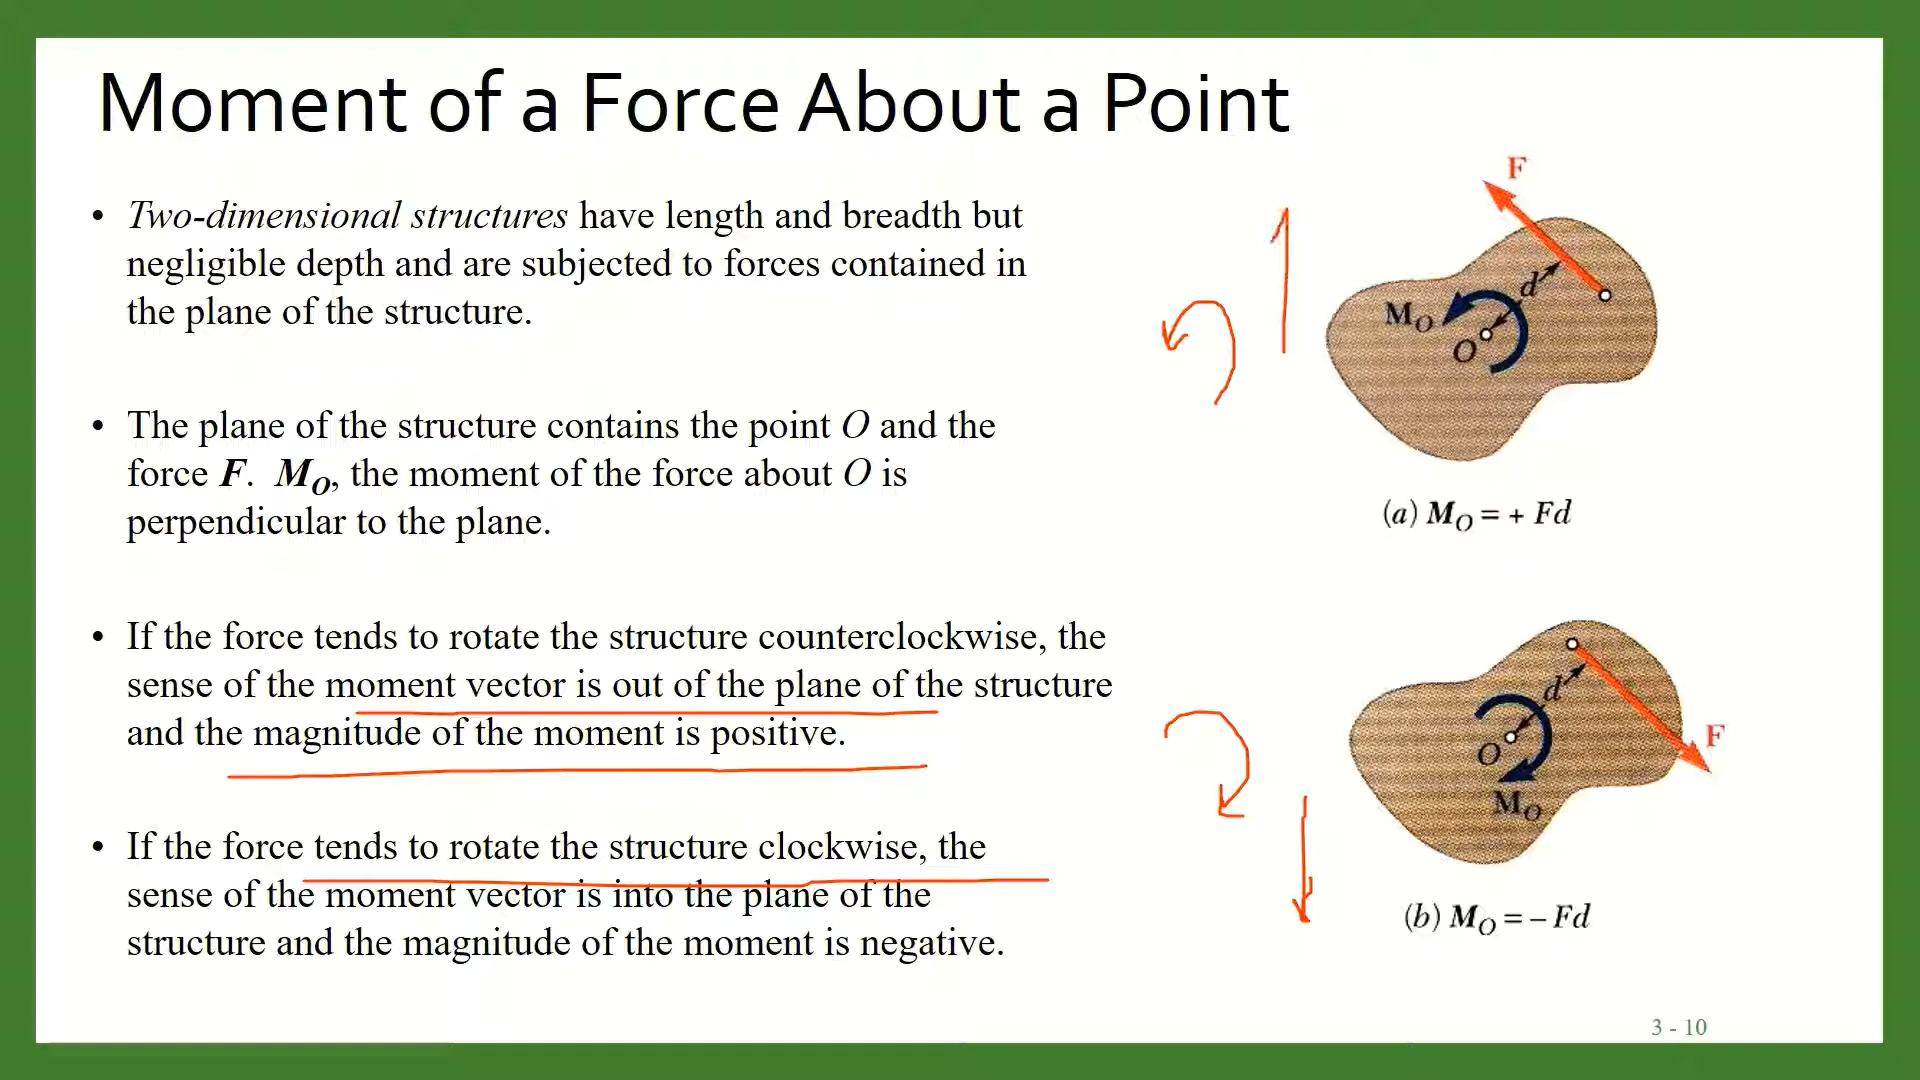 Moment of a Force About a Point
• Two-dimensional structures have length and breadth but
negligible depth and are subjected to forces contained in
the plane of the structure.
• The plane of the structure contains the point O and the
force F. M_O, the moment of the force about O is
perpendicular to the plane.
• If the force tends to rotate the structure counterclockwise, the
sense of the moment vector is out of the plane of the structure
and the magnitude of the moment is positive.
• If the force tends to rotate the structure clockwise, the
sense of the moment vector is into the plane of the
structure and the magnitude of the moment is negative.
F
d
M_O
O
(a) M_O = + Fd
d
F
O
M_O
(b) M_O = – Fd
3 - 10